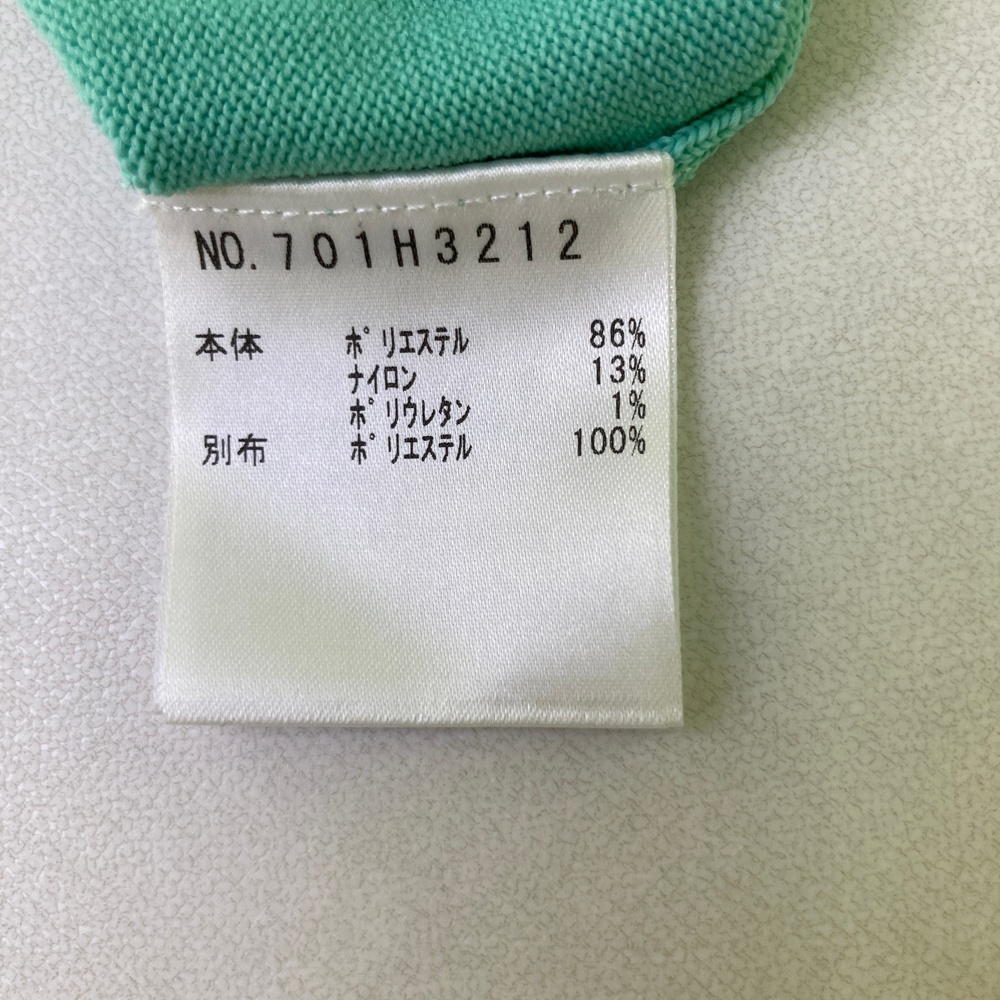 NO.701H3212
本体 ポリエステル 86%
ナイロン 13%
ポリウレタン 1%
別布 ポリエステル 100%